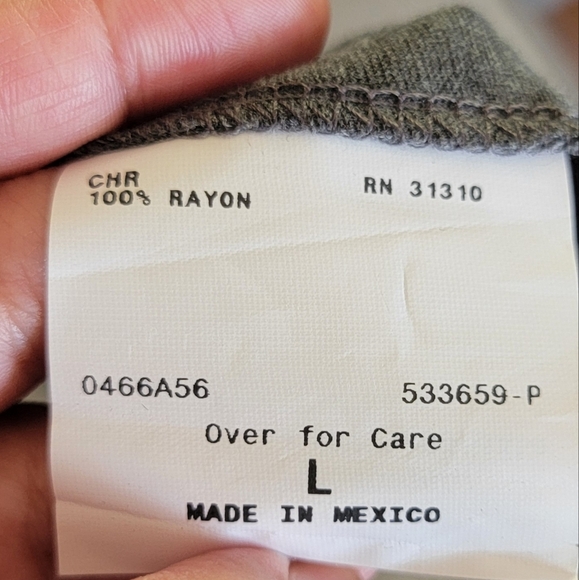 CHR
100% RAYON
RN 31310
0466A56
533659-P
Over for Care
L
MADE IN MEXICO